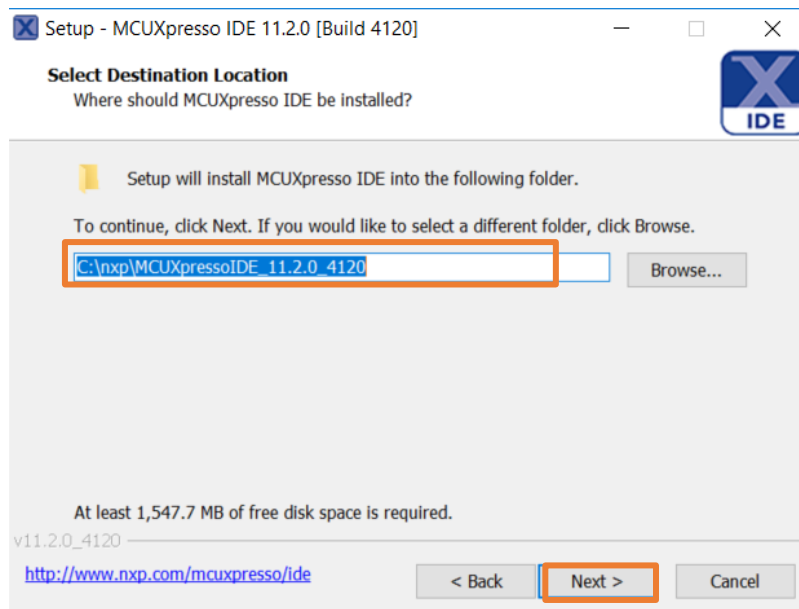 Setup - MCUXpresso IDE 11.2.0 [Build 4120]
Select Destination Location
Where should MCUXpresso IDE be installed?
X
IDE
Setup will install MCUXpresso IDE into the following folder.
To continue, click Next. If you would like to select a different folder, click Browse.
C:\nxp\MCUXpressoIDE_11.2.0_4120
Browse...
At least 1,547.7 MB of free disk space is required.
v11.2.0_4120
http://www.nxp.com/mcuxpresso/ide
< Back
Next >
Cancel